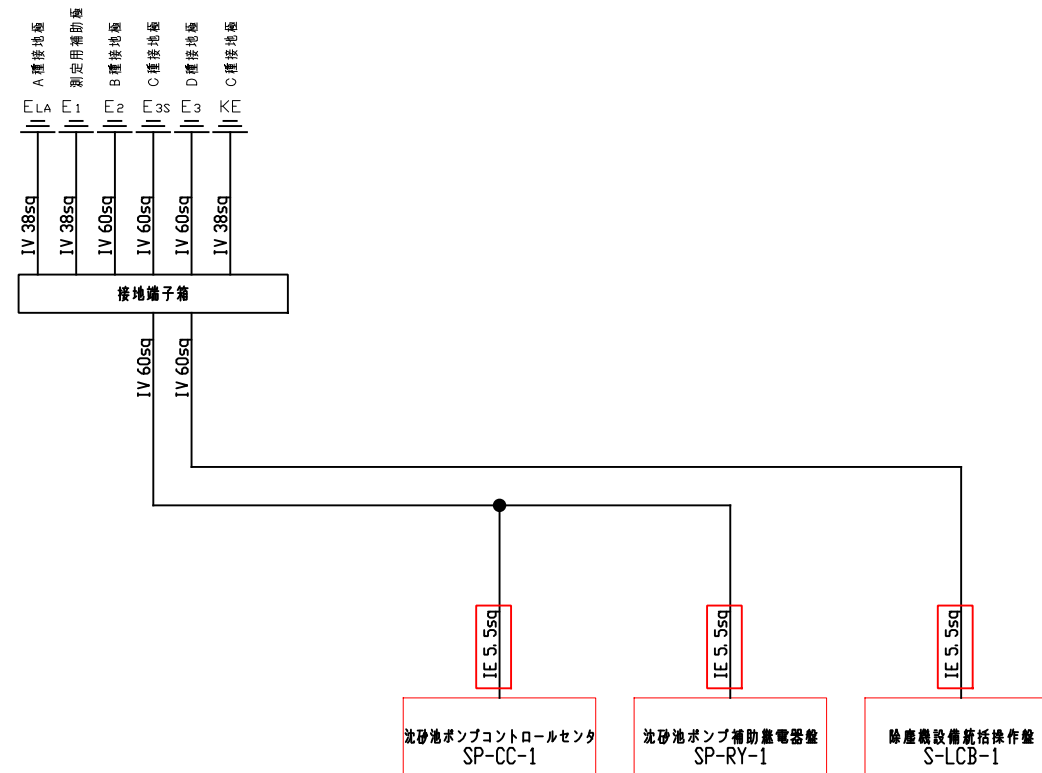 A種接地極
測定用補助極
B種接地極
C種接地極
D種接地極
C種接地極
ELA E1 E2 E3S E3 KE
IV 38sq
IV 38sq
IV 60sq
IV 60sq
IV 60sq
IV 38sq
接地端子箱
IV 60sq
IV 60sq
IE 5.5sq
IE 5.5sq
IE 5.5sq
沈砂池ポンプコントロールセンタ
SP-CC-1
沈砂池ポンプ補助継電器盤
SP-RY-1
除塵機設備統括操作盤
S-LCB-1